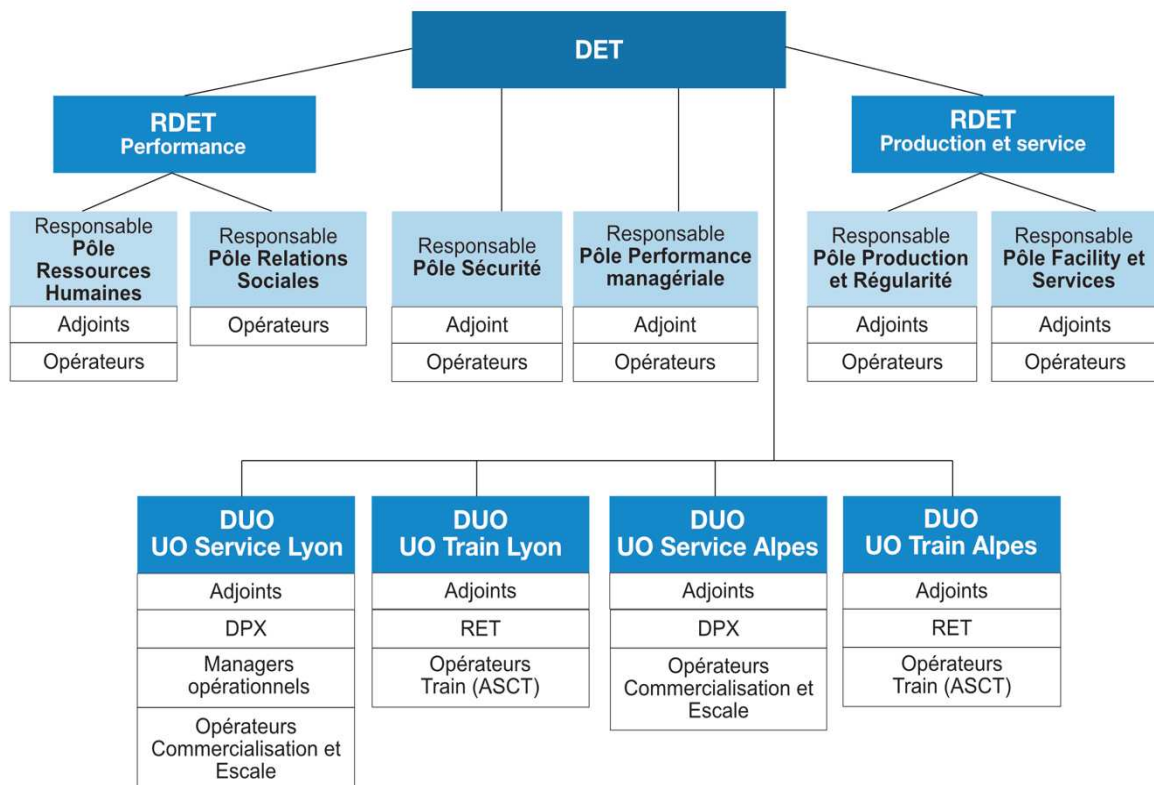 DET
RDET
Performance
RDET
Production et service
Responsable
Pôle
Ressources
Humaines
Adjoints
Opérateurs
Responsable
Pôle Relations
Sociales
Opérateurs
Responsable
Pôle Sécurité
Adjoint
Opérateurs
Responsable
Pôle Performance
managériale
Adjoint
Opérateurs
Responsable
Pôle Production
et Régularité
Adjoints
Opérateurs
Responsable
Pôle Facility et
Services
Adjoints
Opérateurs
DUO
UO Service Lyon
Adjoints
DPX
Managers
opérationnels
Opérateurs
Commercialisation et
Escale
DUO
UO Train Lyon
Adjoints
RET
Opérateurs
Train (ASCT)
DUO
UO Service Alpes
Adjoints
DPX
Opérateurs
Commercialisation et
Escale
DUO
UO Train Alpes
Adjoints
RET
Opérateurs
Train (ASCT)